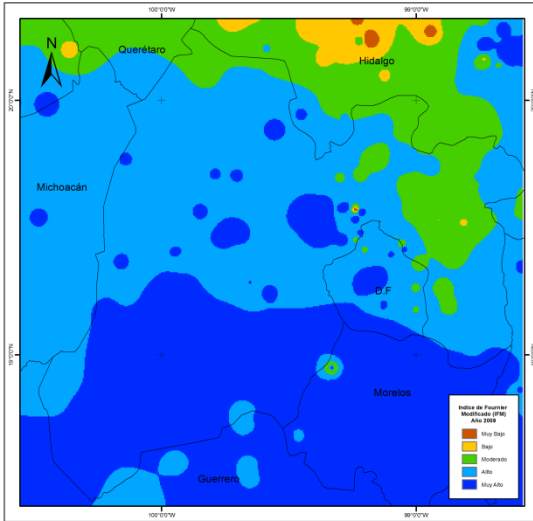 100°0'0"W
99°0'0"W
N
Querétaro
Hidalgo
20°0'0"N
Michoacán
D.F
19°0'0"N
Morelos
Guerrero
Indice de Fournier
Modificado (IFM)
Año 2009
Muy Bajo
Bajo
Moderado
Allto
Muy Alto
100°0'0"W
99°0'0"W